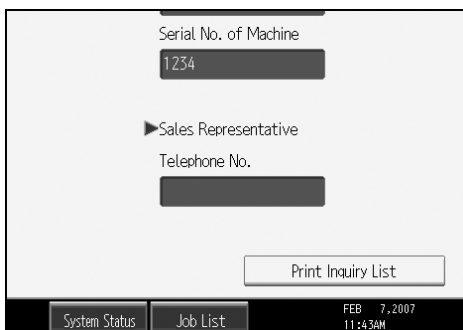 Serial No. of Machine
1234
▶Sales Representative
Telephone No.
Print Inquiry List
System Status
Job List
FEB 7,2007
11:43AM